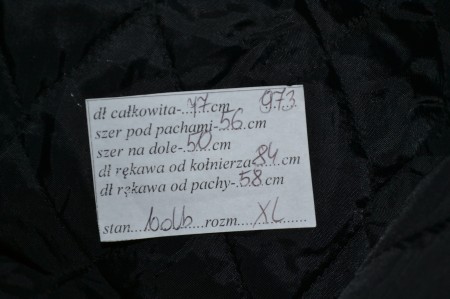 dł całkowita-...77.cm 973
szer pod pachami-.56..cm
szer na dole-.50..cm
dł rękawa od kołnierza 84 cm
dł rękawa od pachy-.58.cm
stan....bdb......rozm....XL......